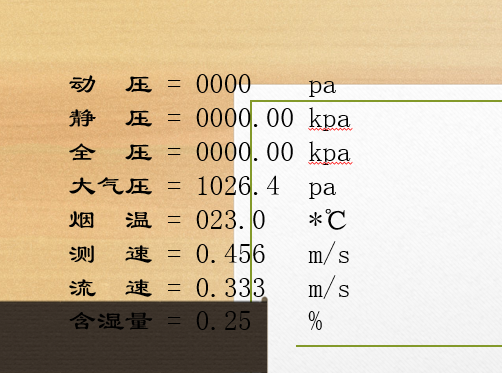 动 压 = 0000 pa
静 压 = 0000.00 kpa
全 压 = 0000.00 kpa
大气压 = 1026.4 pa
烟 温 = 023.0 *℃
测 速 = 0.456 m/s
流 速 = 0.333 m/s
含湿量 = 0.25 %